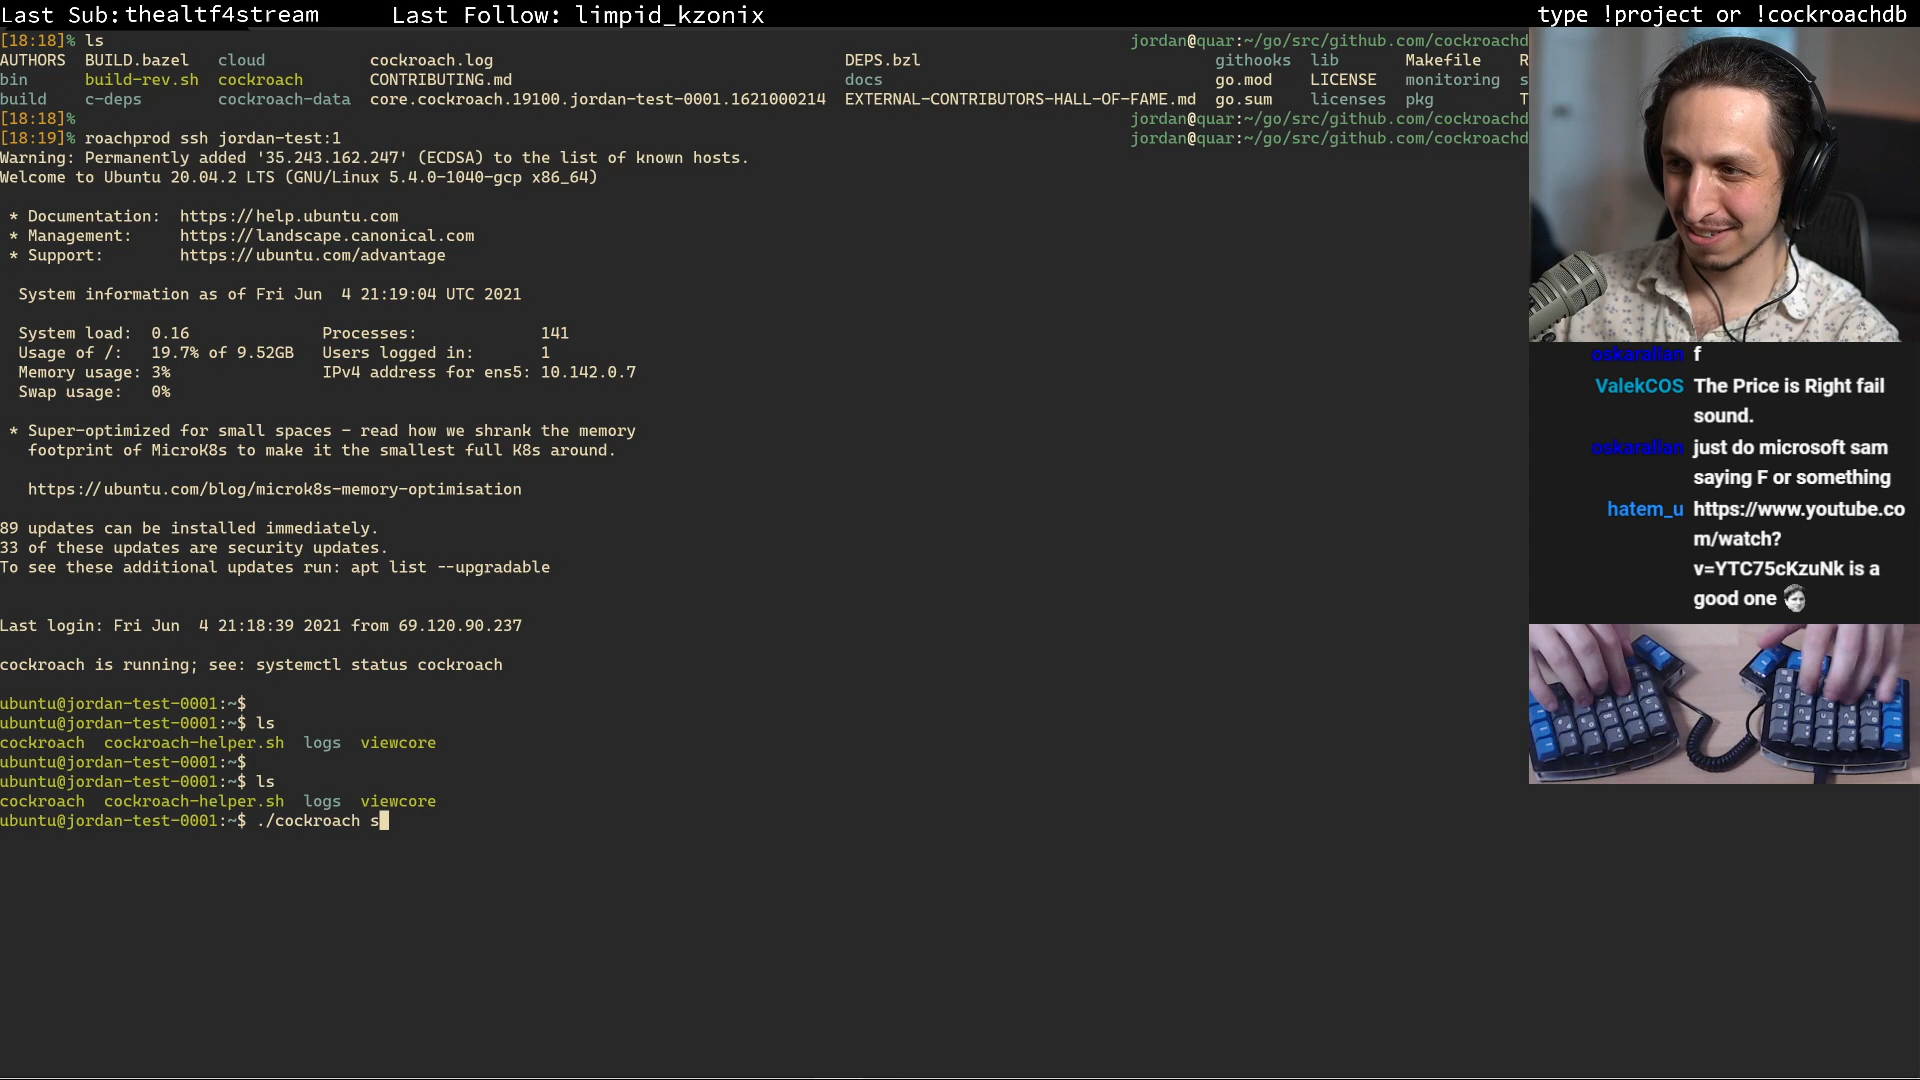 Last Sub:thealtf4stream Last Follow: limpid_kzonix type !project or !cockroachdb
[18:18]% ls jordan@quar:~/go/src/github.com/cockroachd
AUTHORS BUILD.bazel cloud cockroach.log DEPS.bzl githooks lib Makefile R
bin build-rev.sh cockroach CONTRIBUTING.md docs go.mod LICENSE monitoring s
build c-deps cockroach-data core.cockroach.19100.jordan-test-0001.1621000214 EXTERNAL-CONTRIBUTORS-HALL-OF-FAME.md go.sum licenses pkg T
[18:18]% jordan@quar:~/go/src/github.com/cockroachd
[18:19]% roachprod ssh jordan-test:1 jordan@quar:~/go/src/github.com/cockroachd
Warning: Permanently added '35.243.162.247' (ECDSA) to the list of known hosts.
Welcome to Ubuntu 20.04.2 LTS (GNU/Linux 5.4.0-1040-gcp x86_64)
* Documentation: https://help.ubuntu.com
* Management: https://landscape.canonical.com
* Support: https://ubuntu.com/advantage
System information as of Fri Jun 4 21:19:04 UTC 2021
System load: 0.16 Processes: 141
Usage of /: 19.7% of 9.52GB Users logged in: 1
Memory usage: 3% IPv4 address for ens5: 10.142.0.7
Swap usage: 0%
* Super-optimized for small spaces - read how we shrank the memory
footprint of MicroK8s to make it the smallest full K8s around.
https://ubuntu.com/blog/microk8s-memory-optimisation
89 updates can be installed immediately.
33 of these updates are security updates.
To see these additional updates run: apt list --upgradable
Last login: Fri Jun 4 21:18:39 2021 from 69.120.90.237
cockroach is running; see: systemctl status cockroach
ubuntu@jordan-test-0001:~$
ubuntu@jordan-test-0001:~$ ls
cockroach cockroach-helper.sh logs viewcore
ubuntu@jordan-test-0001:~$
ubuntu@jordan-test-0001:~$ ls
cockroach cockroach-helper.sh logs viewcore
ubuntu@jordan-test-0001:~$ ./cockroach s
oskarallan f
ValekCOS The Price is Right fail
sound.
oskarallan just do microsoft sam
saying F or something
hatem_u https://www.youtube.co
m/watch?
v=YTC75cKzuNk is a
good one